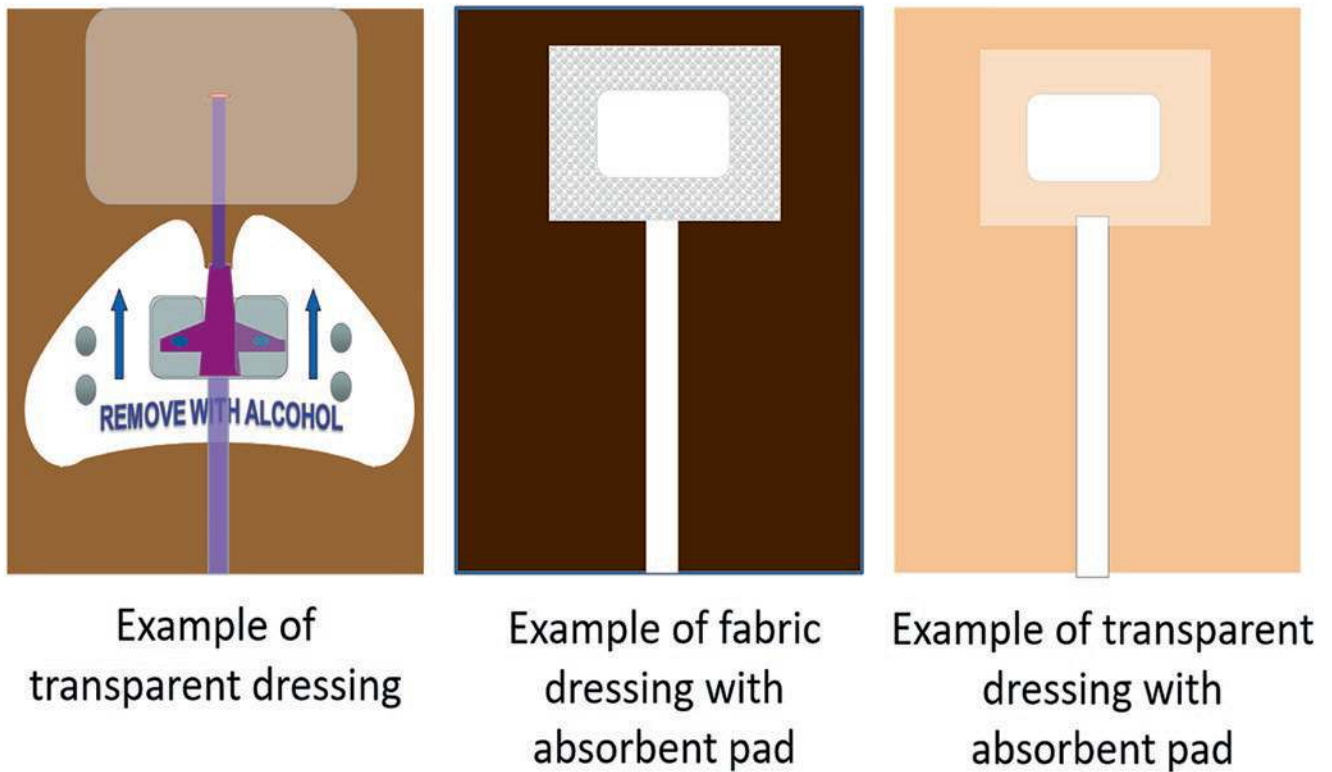 REMOVE WITH ALCOHOL
Example of
transparent dressing
Example of fabric
dressing with
absorbent pad
Example of transparent
dressing with
absorbent pad